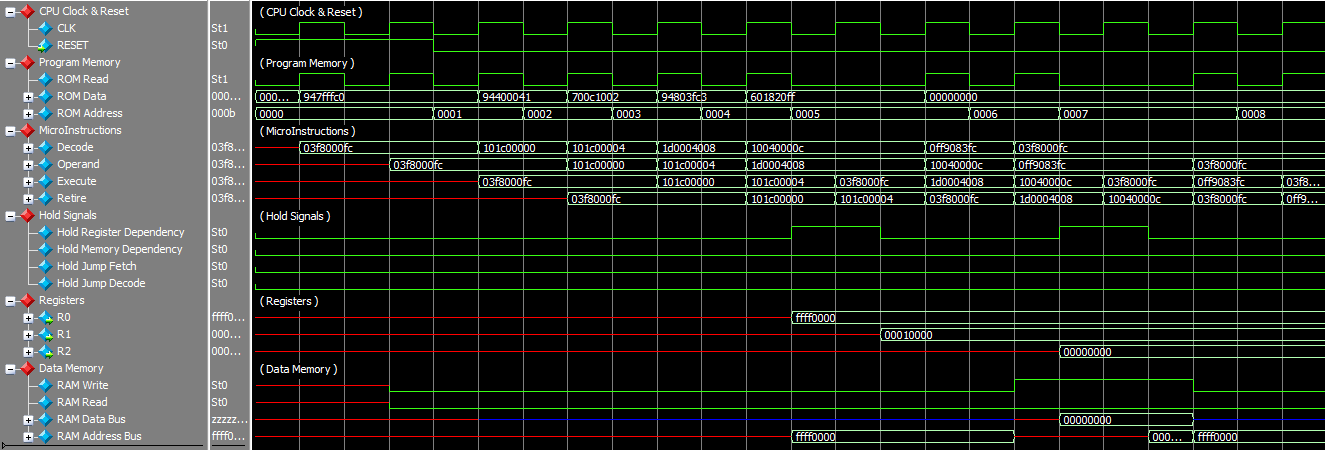 CPU Clock & Reset ( CPU Clock & Reset )
CLK St1
RESET St0
Program Memory ( Program Memory )
ROM Read St1
ROM Data 000... 000... 947fffc0 94400041 700c1002 94803fc3 601820ff 00000000
ROM Address 000b 0000 0001 0002 0003 0004 0005 0006 0007 0008
MicroInstructions ( MicroInstructions )
Decode 03f8... 03f8000fc 101c00000 101c00004 1d0004008 10040000c 0ff9083fc 03f8000fc
Operand 03f8... 03f8000fc 101c00000 101c00004 1d0004008 10040000c 0ff9083fc 03f8000fc
Execute 03f8... 03f8000fc 101c00000 101c00004 03f8000fc 1d0004008 10040000c 03f8000fc 0ff9083fc 03f8...
Retire 03f8... 03f8000fc 101c00000 101c00004 03f8000fc 1d0004008 10040000c 03f8000fc 0ff9...
Hold Signals ( Hold Signals )
Hold Register Dependency St0
Hold Memory Dependency St0
Hold Jump Fetch St0
Hold Jump Decode St0
Registers ( Registers )
R0 ffff0... ffff0000
R1 000... 00010000
R2 000... 00000000
Data Memory ( Data Memory )
RAM Write St0
RAM Read St0
RAM Data Bus zzzzz... 00000000
RAM Address Bus ffff0... ffff0000 000... ffff0000